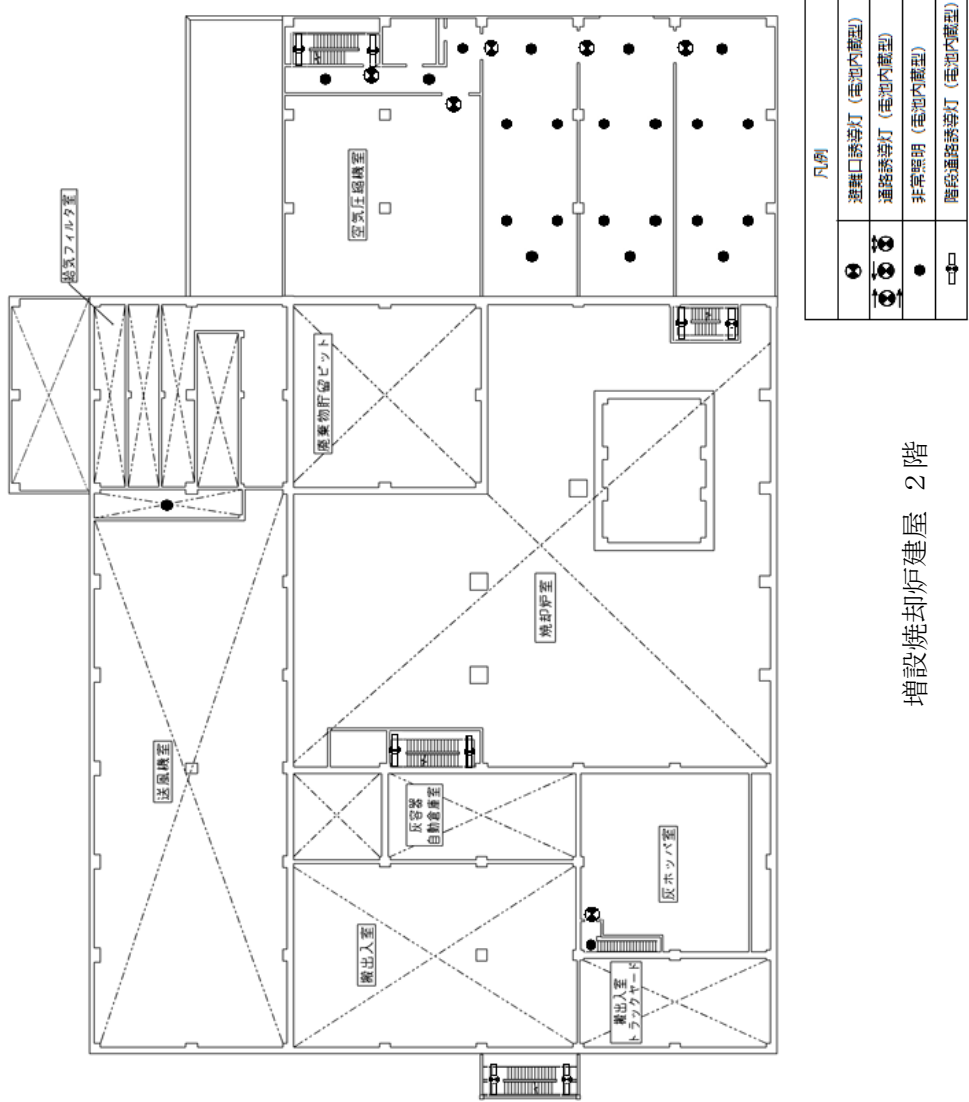 給気フィルタ室
空気圧縮機室
廃棄物貯留ピット
送風機室
焼却炉室
灰容器
自動倉庫室
搬出入室
灰ホッパ室
搬出入室
トラックヤード
凡例
避難口誘導灯（電池内蔵型）
通路誘導灯（電池内蔵型）
非常照明（電池内蔵型）
階段通路誘導灯（電池内蔵型）
増設焼却炉建屋 2階